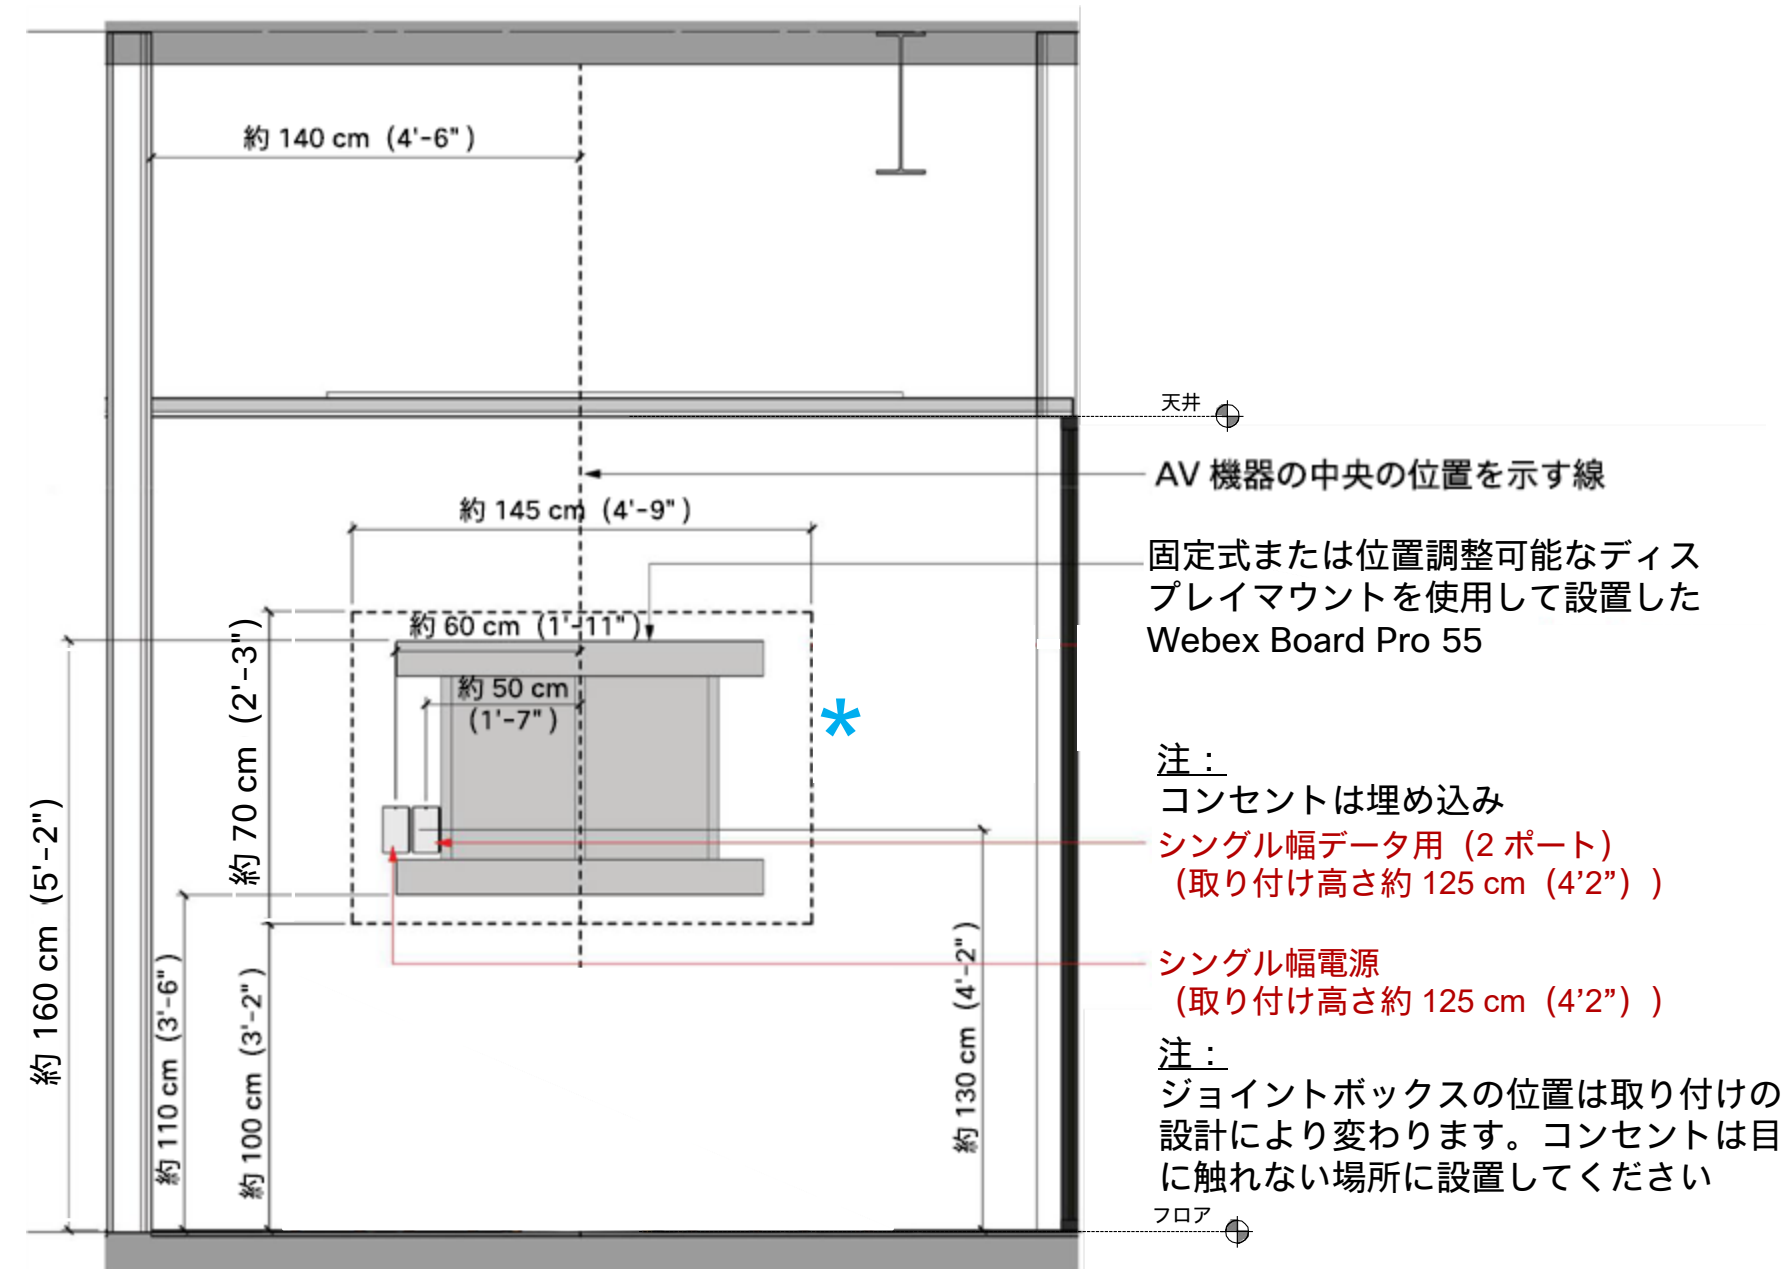 約 140 cm（4'-6"）
天井
AV 機器の中央の位置を示す線
約 145 cm（4'-9"）
固定式または位置調整可能なディス
プレイマウントを使用して設置した
Webex Board Pro 55
約 60 cm（1'-11"）
約 50 cm
（1'-7"）
*
約 70 cm（2'-3"）
約 160 cm（5'-2"）
約 110 cm（3'-6"）
約 100 cm（3'-2"）
約 130 cm（4'-2"）
注：
コンセントは埋め込み
シングル幅データ用（2 ポート）
（取り付け高さ約 125 cm（4’2”））
シングル幅電源
（取り付け高さ約 125 cm（4’2”））
注：
ジョイントボックスの位置は取り付けの
設計により変わります。コンセントは目
に触れない場所に設置してください
フロア